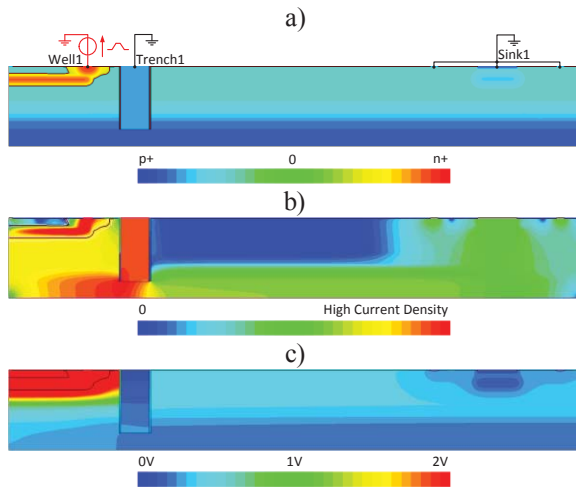 a)
Well1
Trench1
Sink1
p+ 0 n+
b)
0 High Current Density
c)
0V 1V 2V